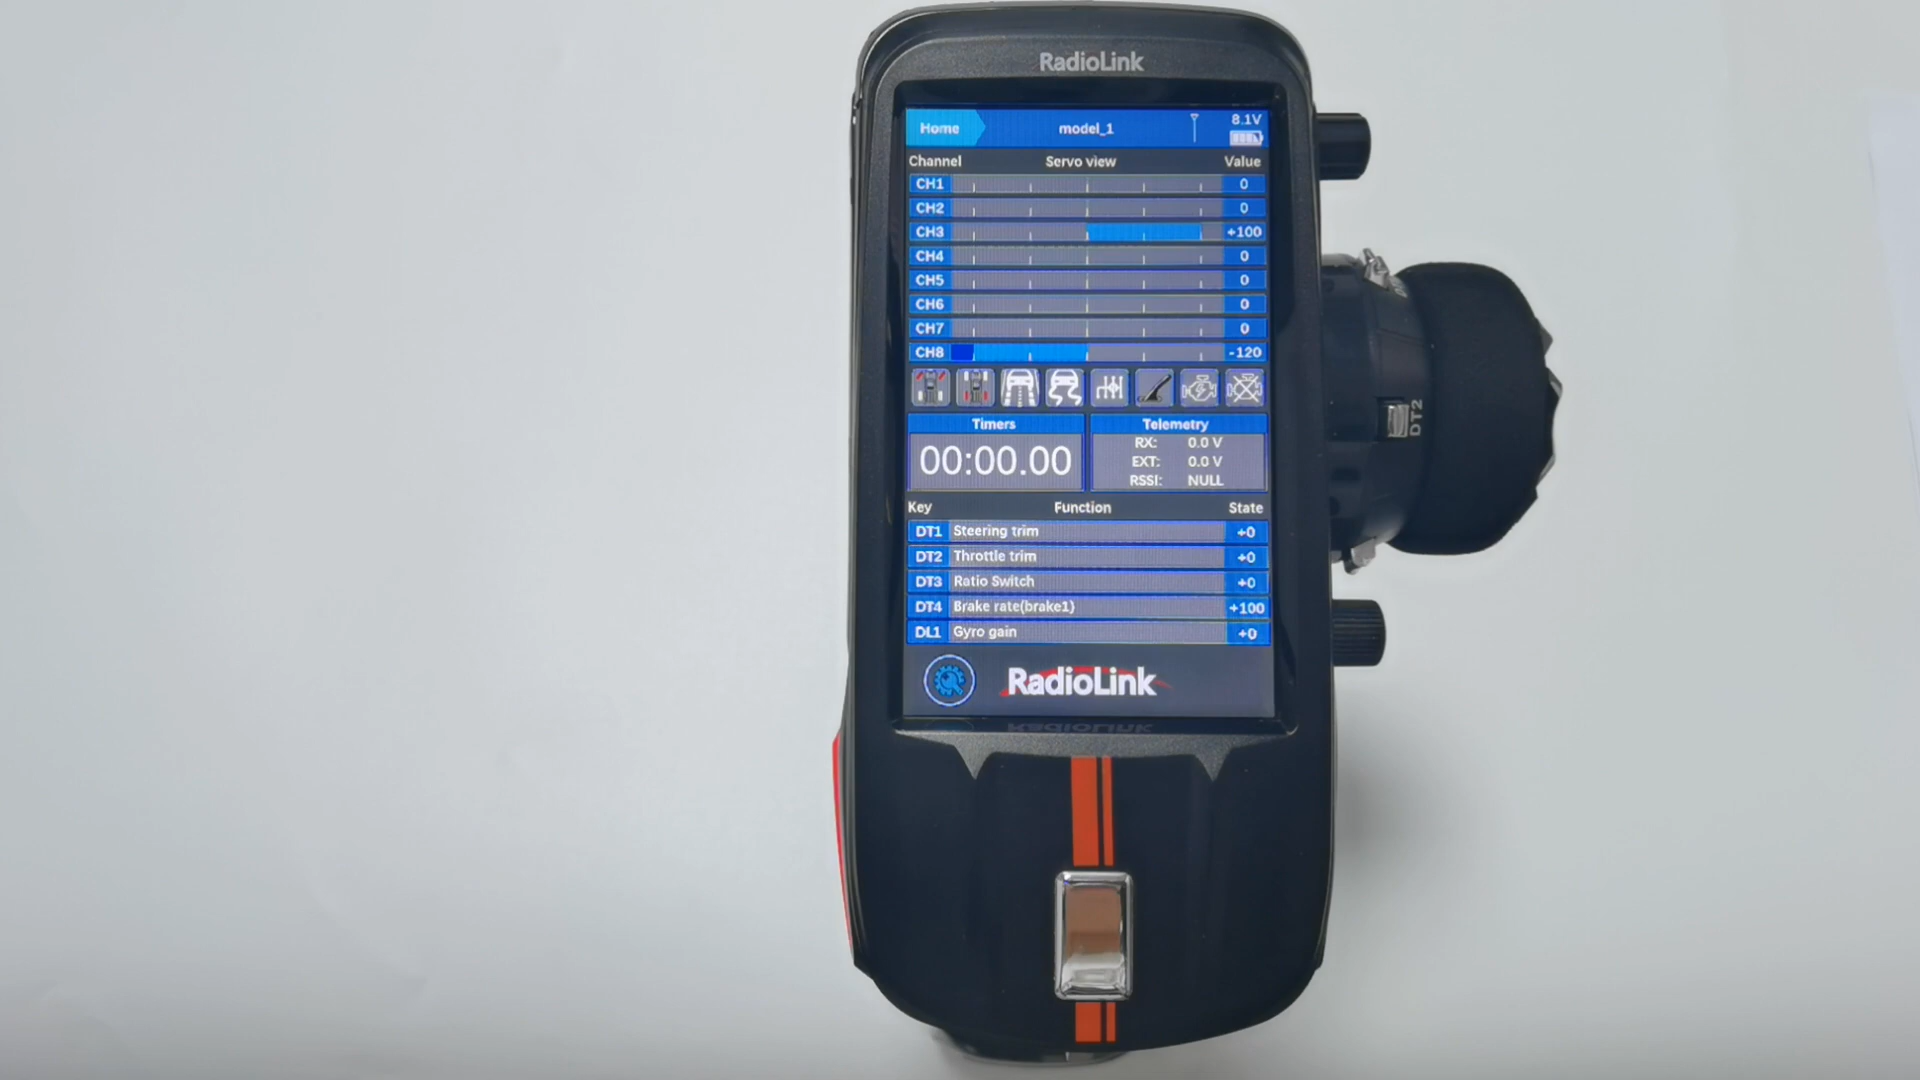 RadioLink
Home model_1 8.1V
Channel Servo view Value
CH1 0
CH2 0
CH3 +100
CH4 0
CH5 0
CH6 0
CH7 0
CH8 -120
Timers Telemetry
00:00.00
RX: 0.0 V
EXT: 0.0 V
RSSI: NULL
Key Function State
DT1 Steering trim +0
DT2 Throttle trim +0
DT3 Ratio Switch +0
DT4 Brake rate(brake1) +100
DL1 Gyro gain +0
RadioLink
DT2